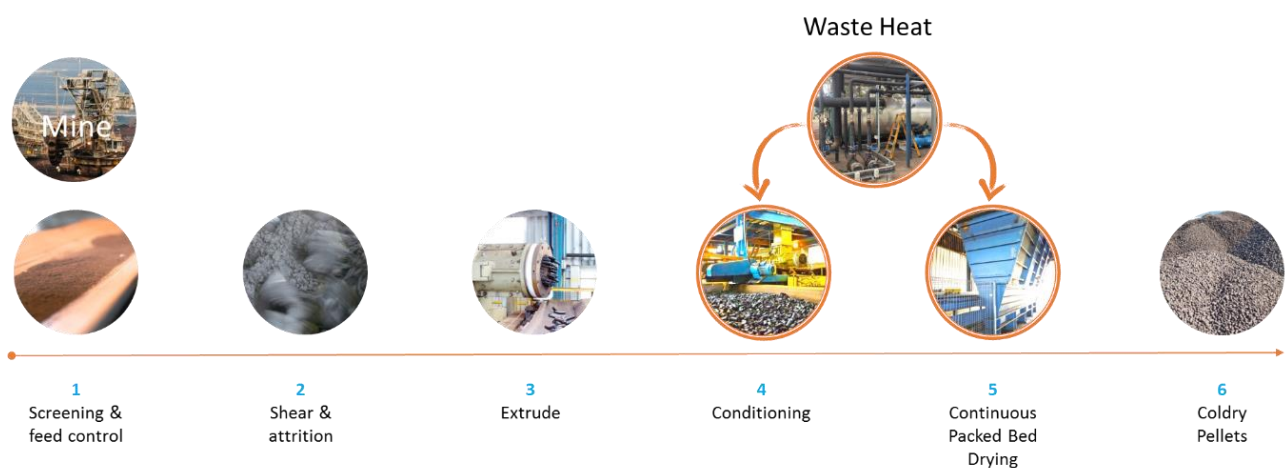 Waste Heat
Mine
1
Screening &
feed control
2
Shear &
attrition
3
Extrude
4
Conditioning
5
Continuous
Packed Bed
Drying
6
Coldry
Pellets